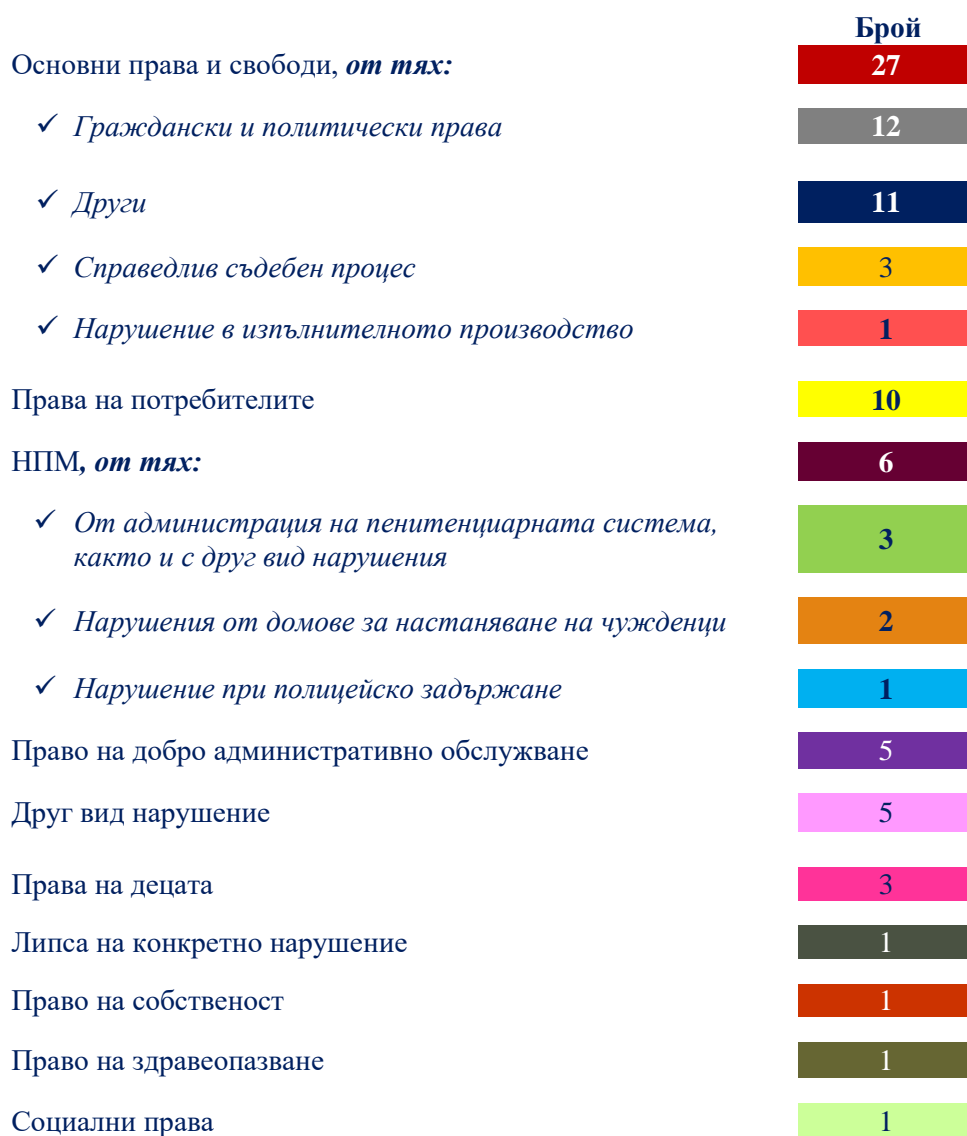 Брой
Основни права и свободи, от тях: 27
✓ Граждански и политически права 12
✓ Други 11
✓ Справедлив съдебен процес 3
✓ Нарушение в изпълнителното производство 1
Права на потребителите 10
НПМ, от тях: 6
✓ От администрация на пенитенциарната система,
както и с друг вид нарушения 3
✓ Нарушения от домове за настаняване на чужденци 2
✓ Нарушение при полицейско задържане 1
Право на добро административно обслужване 5
Друг вид нарушение 5
Права на децата 3
Липса на конкретно нарушение 1
Право на собственост 1
Право на здравеопазване 1
Социални права 1